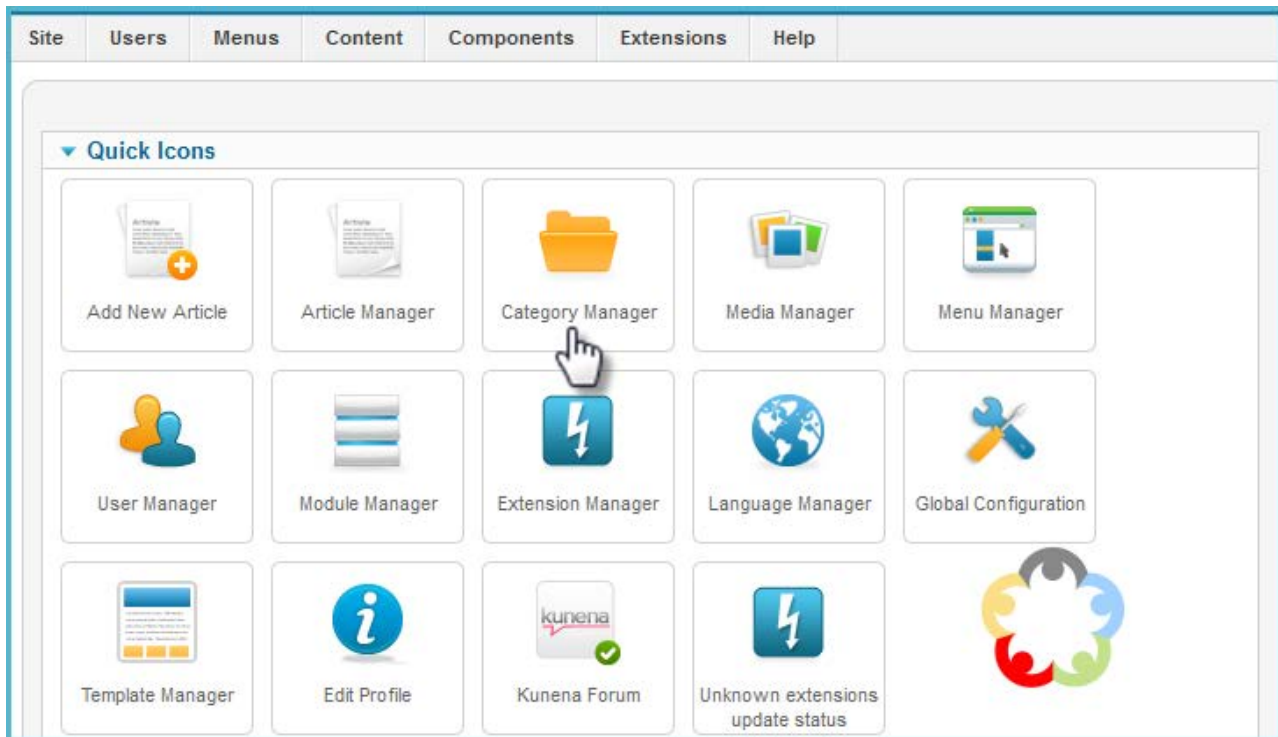 Site Users Menus Content Components Extensions Help
Quick Icons
Article
Article
Add New Article Article Manager Category Manager Media Manager Menu Manager
User Manager Module Manager Extension Manager Language Manager Global Configuration
kunena
Template Manager Edit Profile Kunena Forum Unknown extensions
update status